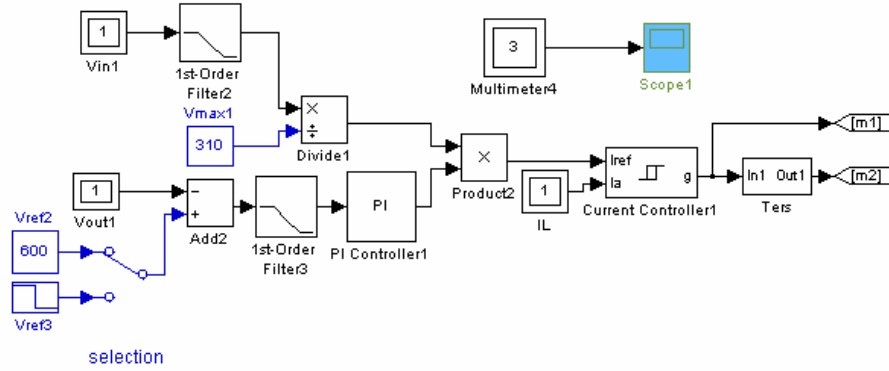 1
Vin1
1st-Order
Filter2
3
Multimeter4
Scope1
Vmax1
310
×
÷
Divide1
×
Product2
[m1]
Iref
Ia
g
Current Controller1
In1 Out1
Ters
[m2]
1
IL
1
Vout1
−
+
Add2
1st-Order
Filter3
PI
PI Controller1
Vref2
600
Vref3
selection